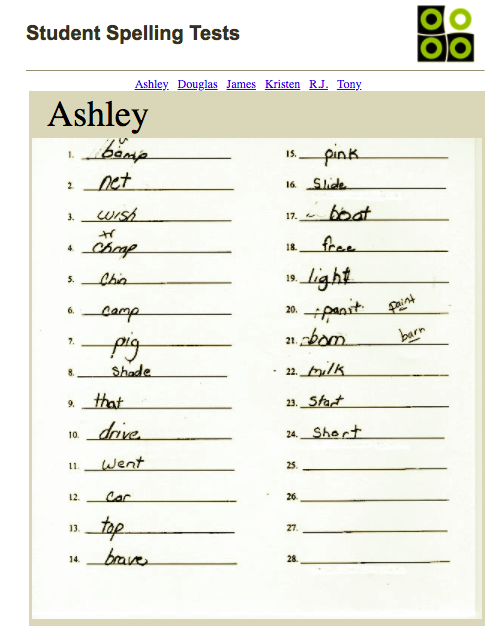 Student Spelling Tests
Ashley Douglas James Kristen R.J. Tony
Ashley
u
1. bomp
2. net
3. wish
4.
5. Chin
6. camp
7. pig
8. Shade
9. that
10. drive
11. went
12. Car
13. top
14. brave
15. pink
16. Slide
17. boat
18. free
19. light
20. panit paint
21. bom barn
22. milk
23. Start
24. Short
25.
26.
27.
28.